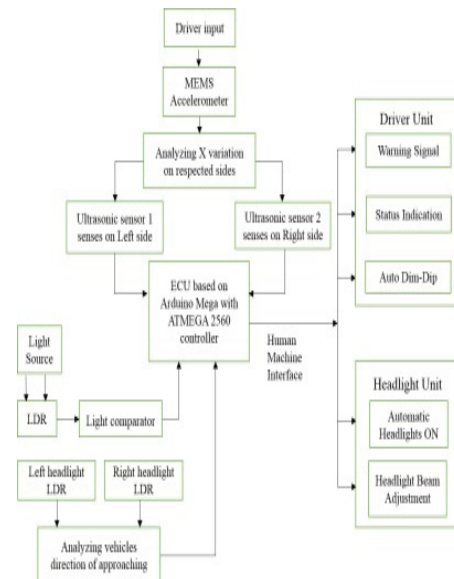 Driver input
MEMS
Accelerometer
Analyzing X variation
on respected sides
Ultrasonic sensor 1
senses on Left side
Ultrasonic sensor 2
senses on Right side
ECU based on
Arduino Mega with
ATMEGA 2560
controller
Human
Machine
Interface
Driver Unit
Warning Signal
Status Indication
Auto Dim-Dip
Headlight Unit
Automatic
Headlights ON
Headlight Beam
Adjustment
Light
Source
LDR
Light comparator
Left headlight
LDR
Right headlight
LDR
Analyzing vehicles
direction of approaching